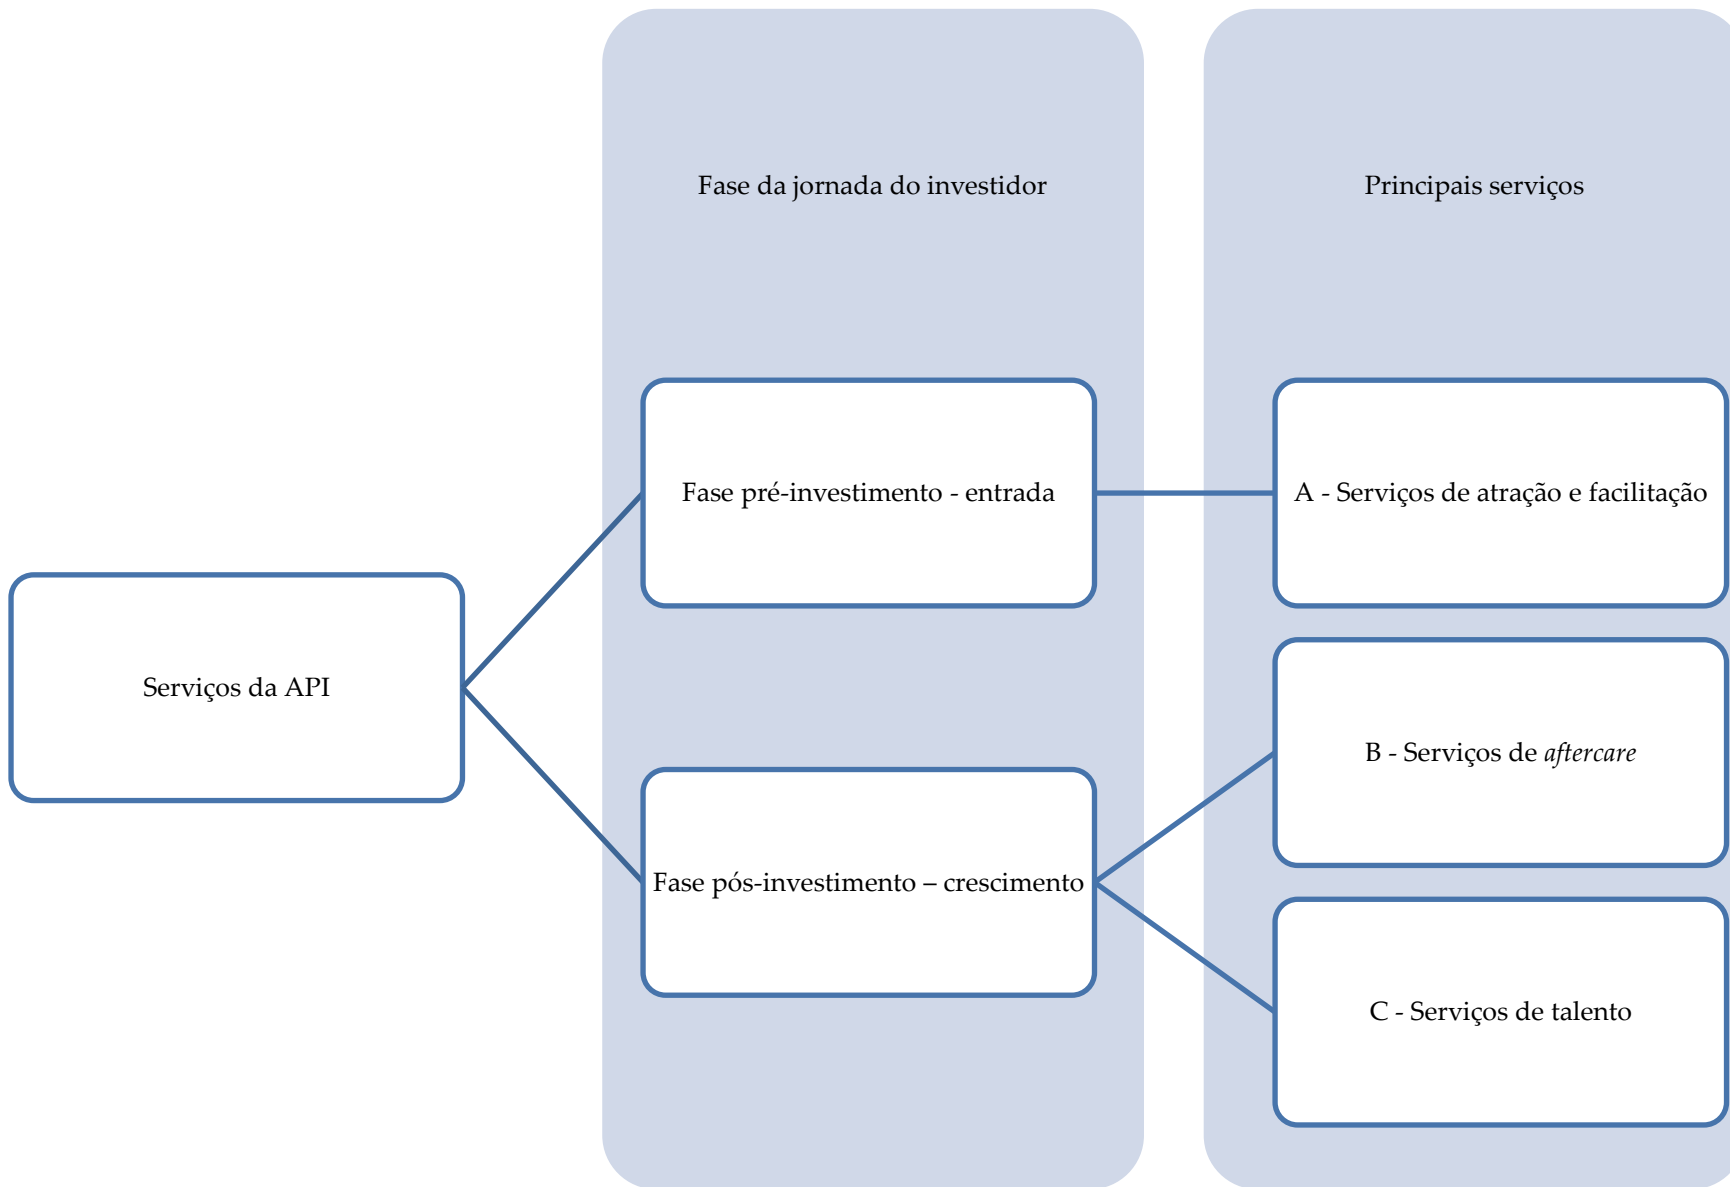 Fase da jornada do investidor
Principais serviços
Serviços da API
Fase pré-investimento - entrada
A - Serviços de atração e facilitação
Fase pós-investimento – crescimento
B - Serviços de aftercare
C - Serviços de talento